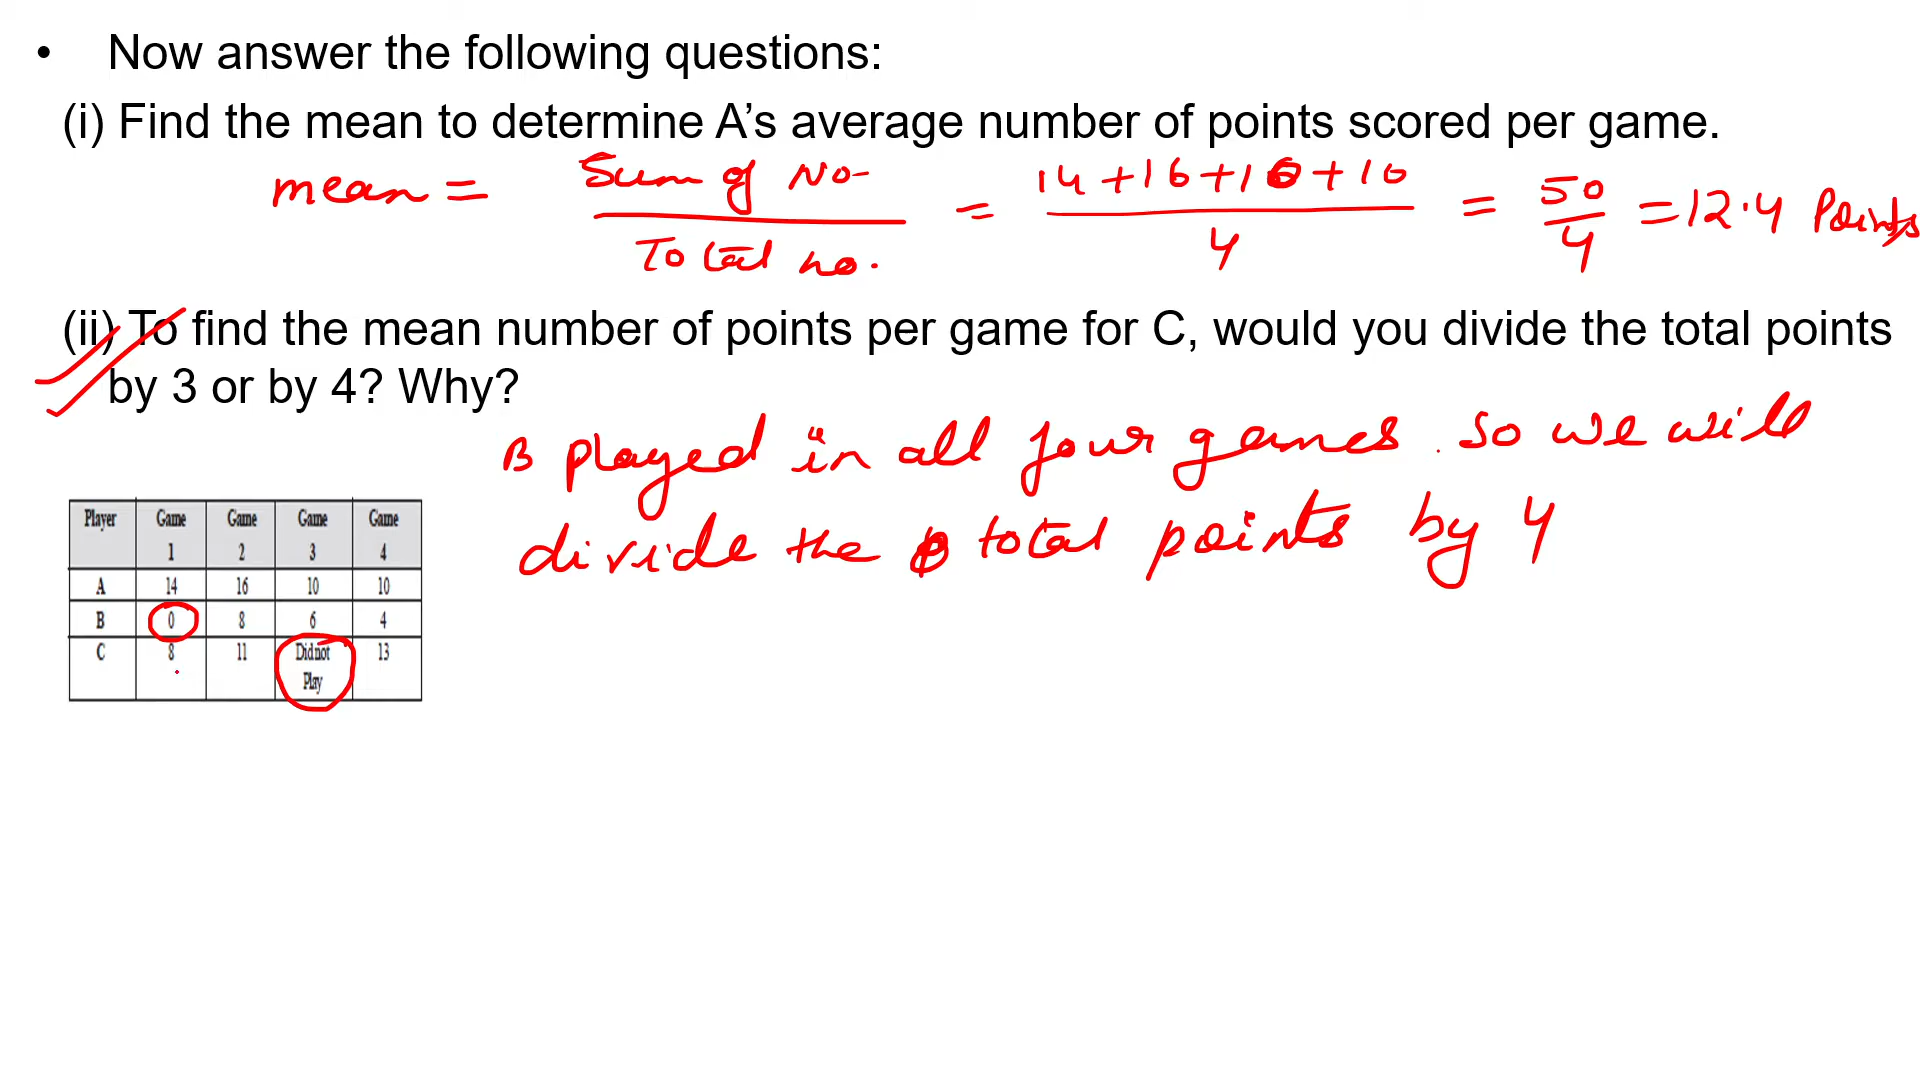 • Now answer the following questions:
(i) Find the mean to determine A’s average number of points scored per game.
mean = Sum of No. / Total no. = 14+16+10+10 / 4 = 50 / 4 = 12.4 Points
(ii) To find the mean number of points per game for C, would you divide the total points
by 3 or by 4? Why?
B played in all four games. so we will
divide the total points by 4
Player Game 1 Game 2 Game 3 Game 4
A 14 16 10 10
B 0 8 6 4
C 8 11 Did not Play 13